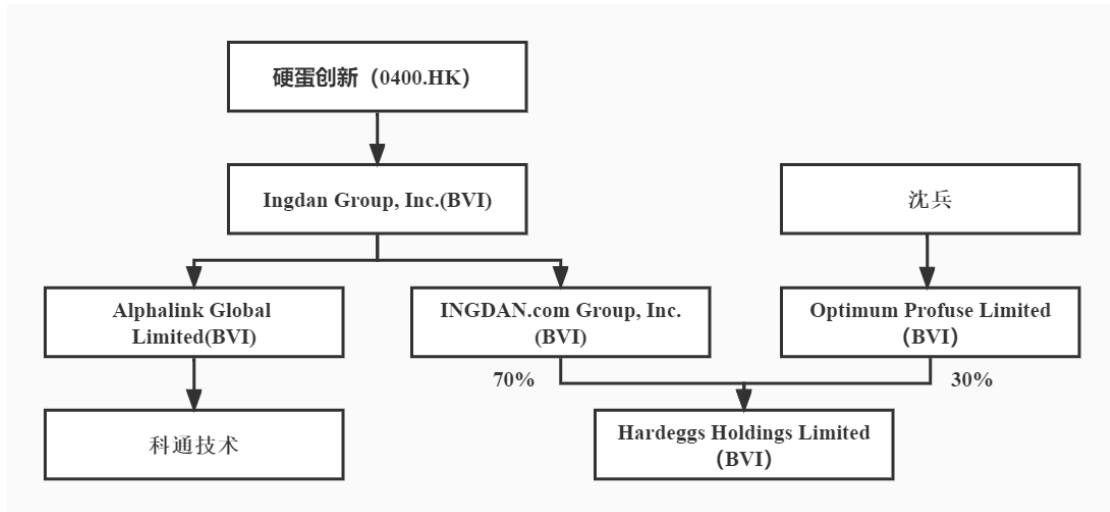 硬蛋创新（0400.HK）
Ingdan Group, Inc.(BVI)
沈兵
Alphalink Global
Limited(BVI)
INGDAN.com Group, Inc.
(BVI)
Optimum Profuse Limited
（BVI）
70%
30%
科通技术
Hardeggs Holdings Limited
（BVI）